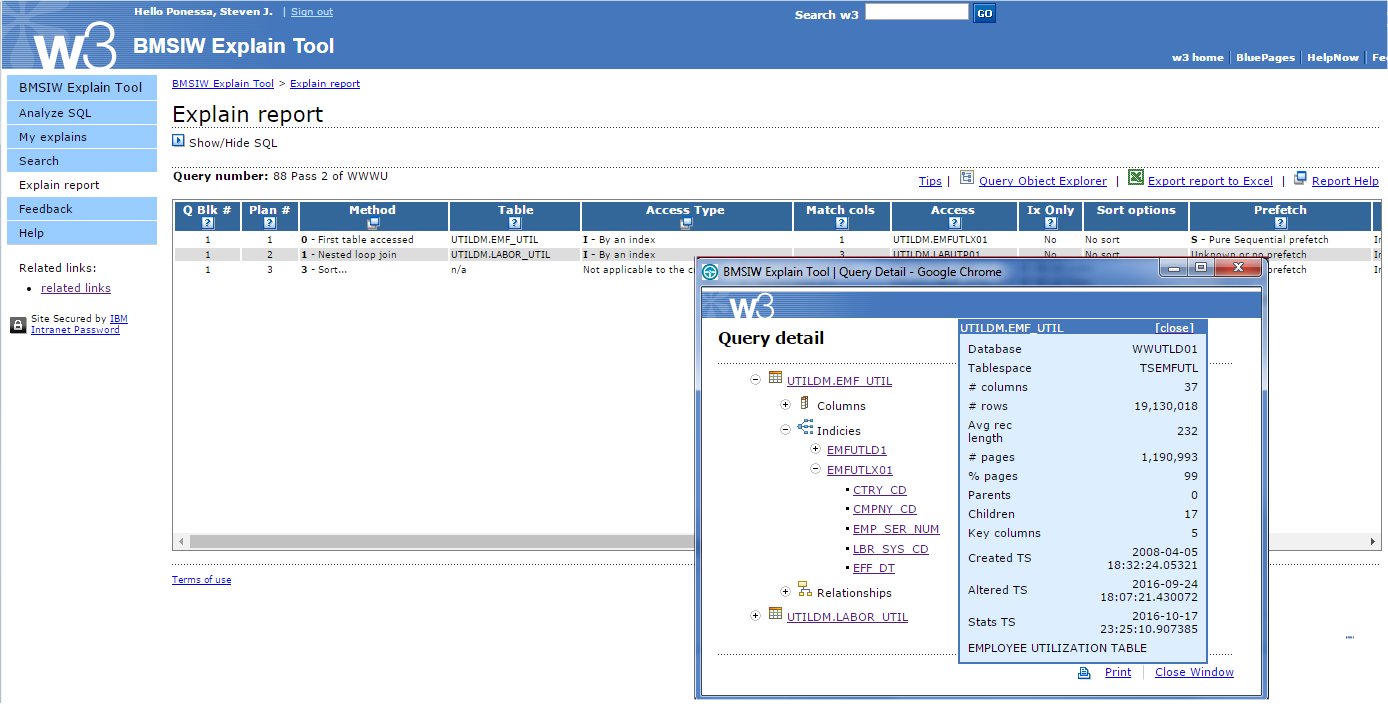 Hello Ponessa, Steven J. | Sign out
Search w3 GO
w3 BMSIW Explain Tool
w3 home | BluePages | HelpNow |
BMSIW Explain Tool
Analyze SQL
My explains
Search
Explain report
Feedback
Help
Related links:
related links
Site Secured by IBM
Intranet Password
BMSIW Explain Tool > Explain report
Explain report
Show/Hide SQL
Query number: 88 Pass 2 of WWWU
Tips | Query Object Explorer | Export report to Excel | Report Help
Q Blk # Plan # Method Table Access Type Match cols Access Ix Only Sort options Prefetch
? ? ? ? ? ? ?
1 1 0 - First table accessed UTILDM.EMF_UTIL I - By an index 1 UTILDM.EMFUTLX01 No No sort S - Pure Sequential prefetch
1 2 1 - Nested loop join UTILDM.LABOR_UTIL I - By an index 3 UTILDM.LABUTP01 No No sort Unknown or no prefetch
1 3 3 - Sort... n/a Not applicable to the
Terms of use
BMSIW Explain Tool | Query Detail - Google Chrome
w3
Query detail
UTILDM.EMF_UTIL
Columns
Indicies
EMFUTLD1
EMFUTLX01
CTRY_CD
CMPNY_CD
EMP_SER_NUM
LBR_SYS_CD
EFF_DT
Relationships
UTILDM.LABOR_UTIL
UTILDM.EMF_UTIL [close]
Database WWUTLD01
Tablespace TSEMFUTL
# columns 37
# rows 19,130,018
Avg rec
length 232
# pages 1,190,993
% pages 99
Parents 0
Children 17
Key columns 5
Created TS 2008-04-05
18:32:24.05321
Altered TS 2016-09-24
18:07:21.430072
Stats TS 2016-10-17
23:25:10.907385
EMPLOYEE UTILIZATION TABLE
Print | Close Window